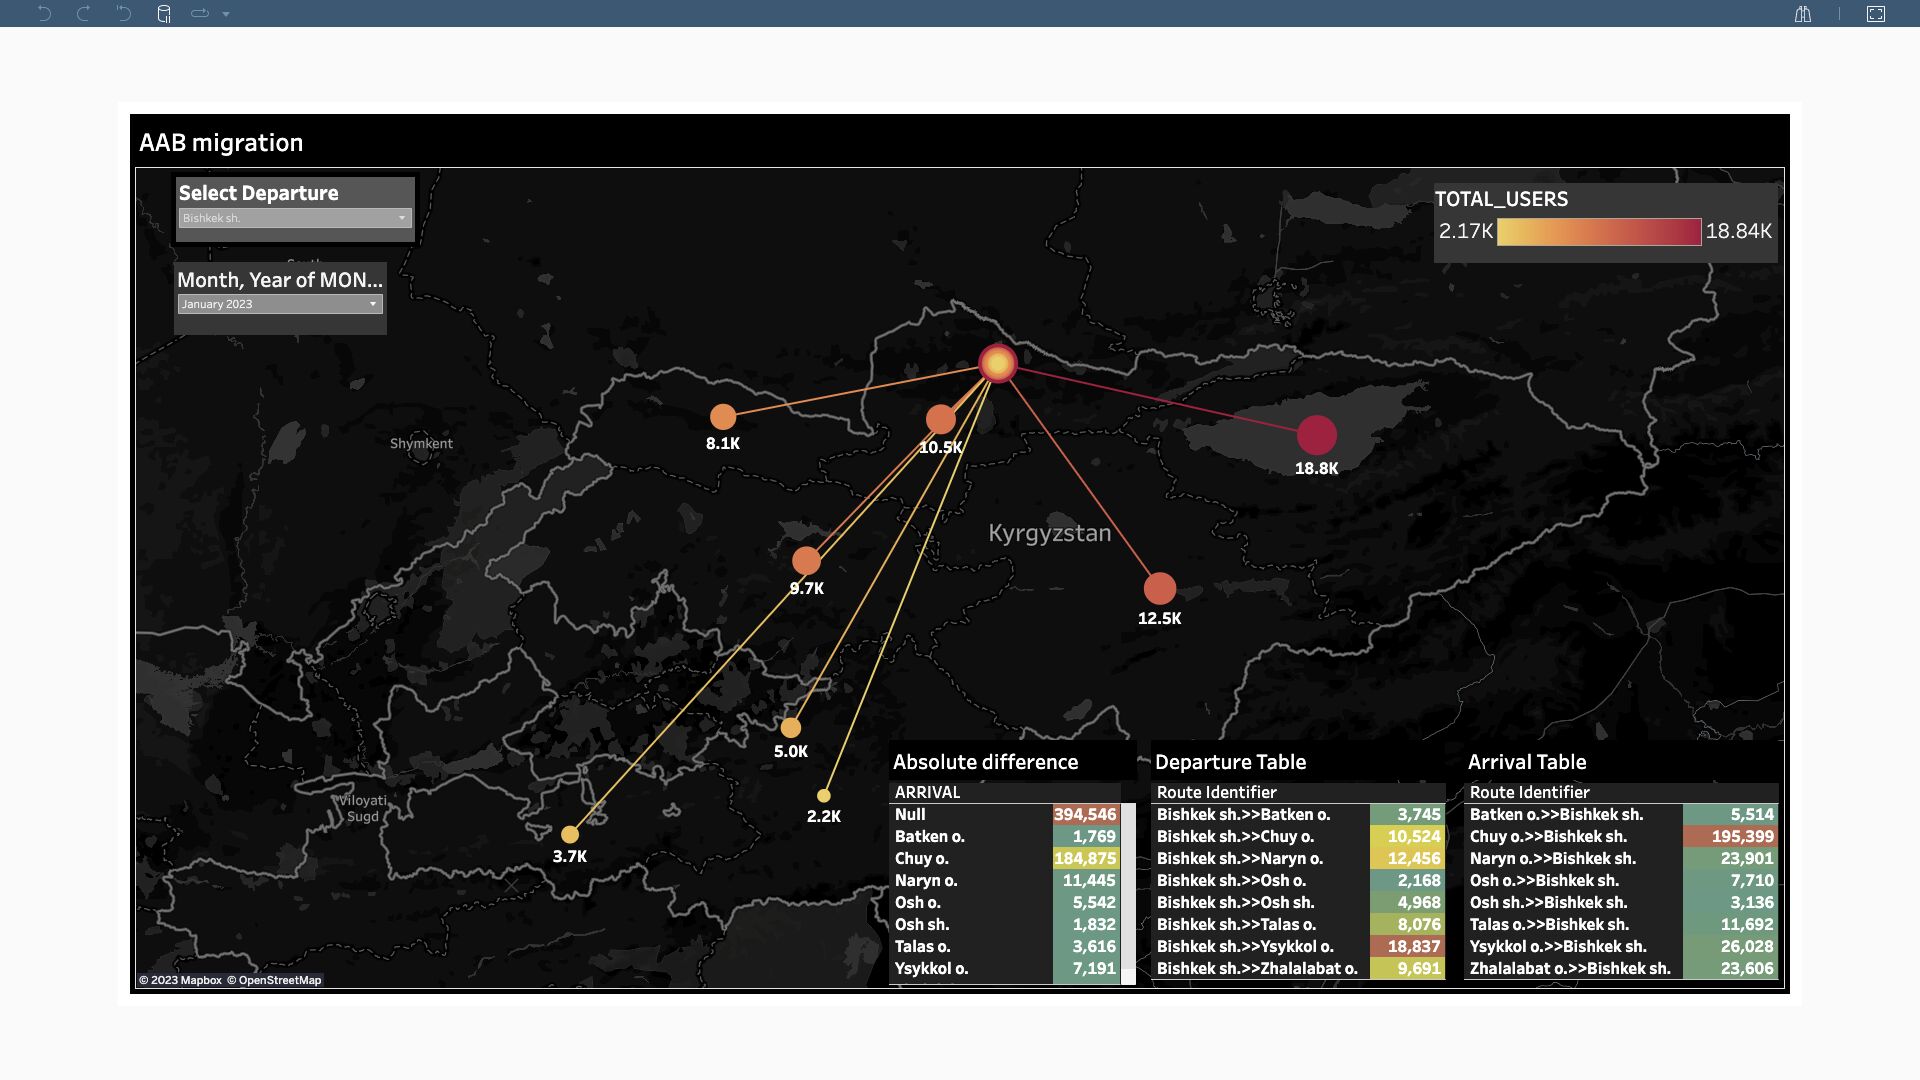 AAB migration
Select Departure
Bishkek sh.
Month, Year of MON...
January 2023
TOTAL_USERS
2.17K 18.84K
Shymkent
8.1K
10.5K
18.8K
Kyrgyzstan
9.7K
12.5K
5.0K
2.2K
3.7K
Viloyati
Sugd
Absolute difference
ARRIVAL
Null 394,546
Batken o. 1,769
Chuy o. 184,875
Naryn o. 11,445
Osh o. 5,542
Osh sh. 1,832
Talas o. 3,616
Ysykkol o. 7,191
Departure Table
Route Identifier
Bishkek sh.>>Batken o. 3,745
Bishkek sh.>>Chuy o. 10,524
Bishkek sh.>>Naryn o. 12,456
Bishkek sh.>>Osh o. 2,168
Bishkek sh.>>Osh sh. 4,968
Bishkek sh.>>Talas o. 8,076
Bishkek sh.>>Ysykkol o. 18,837
Bishkek sh.>>Zhalalabat o. 9,691
Arrival Table
Route Identifier
Batken o.>>Bishkek sh. 5,514
Chuy o.>>Bishkek sh. 195,399
Naryn o.>>Bishkek sh. 23,901
Osh o.>>Bishkek sh. 7,710
Osh sh.>>Bishkek sh. 3,136
Talas o.>>Bishkek sh. 11,692
Ysykkol o.>>Bishkek sh. 26,028
Zhalalabat o.>>Bishkek sh. 23,606
© 2023 Mapbox © OpenStreetMap